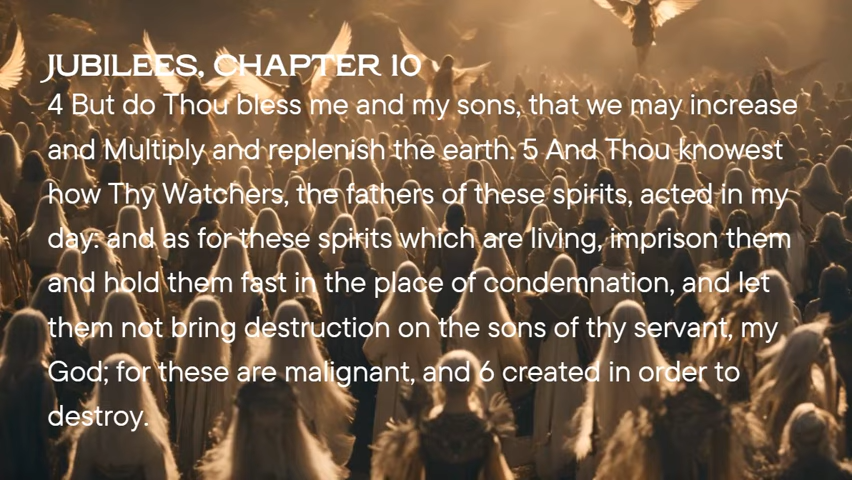 JUBILEES, CHAPTER 10
4 But do Thou bless me and my sons, that we may increase
and Multiply and replenish the earth. 5 And Thou knowest
how Thy Watchers, the fathers of these spirits, acted in my
day: and as for these spirits which are living, imprison them
and hold them fast in the place of condemnation, and let
them not bring destruction on the sons of thy servant, my
God; for these are malignant, and 6 created in order to
destroy.